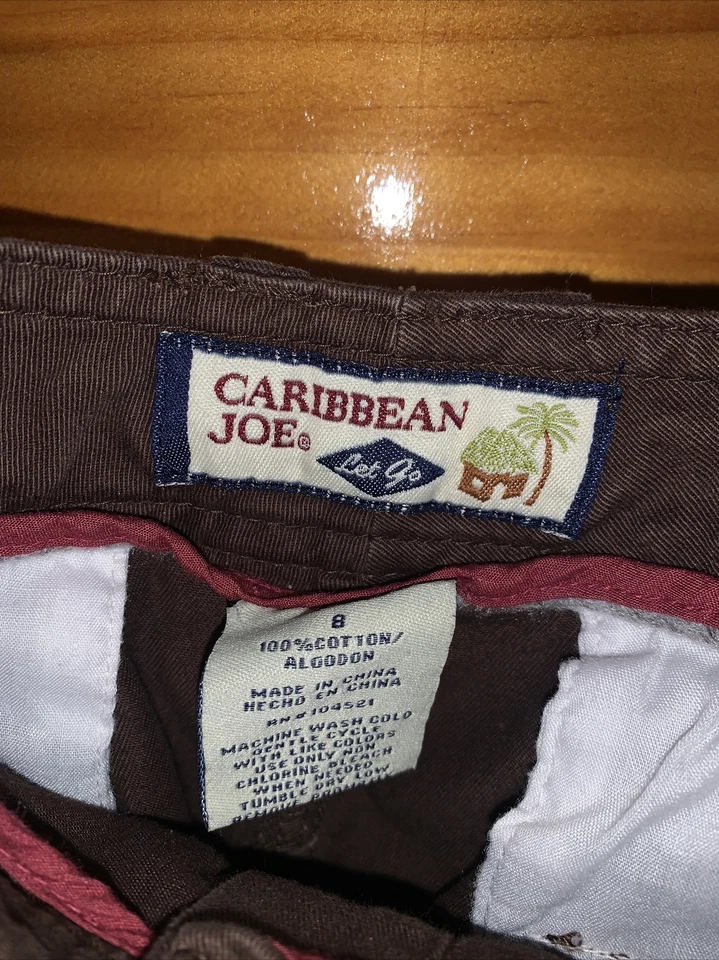 CARIBBEAN
JOE®
Let Go
8
100%COTTON/
ALGODON
MADE IN CHINA
HECHO EN CHINA
RN#104521
MACHINE WASH COLD
GENTLE CYCLE
WITH LIKE COLORS
USE ONLY NON
CHLORINE BLEACH
WHEN NEEDED
TUMBLE DRY LOW
REMOVE